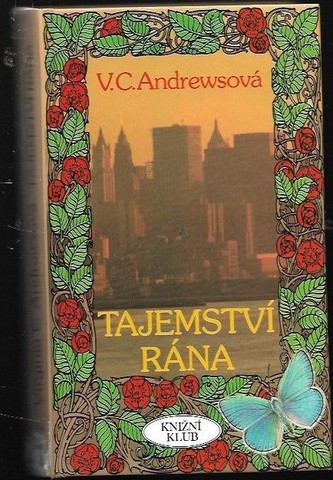 V.C.Andrewsová
TAJEMSTVÍ
RÁNA
KNIŽNÍ
KLUB